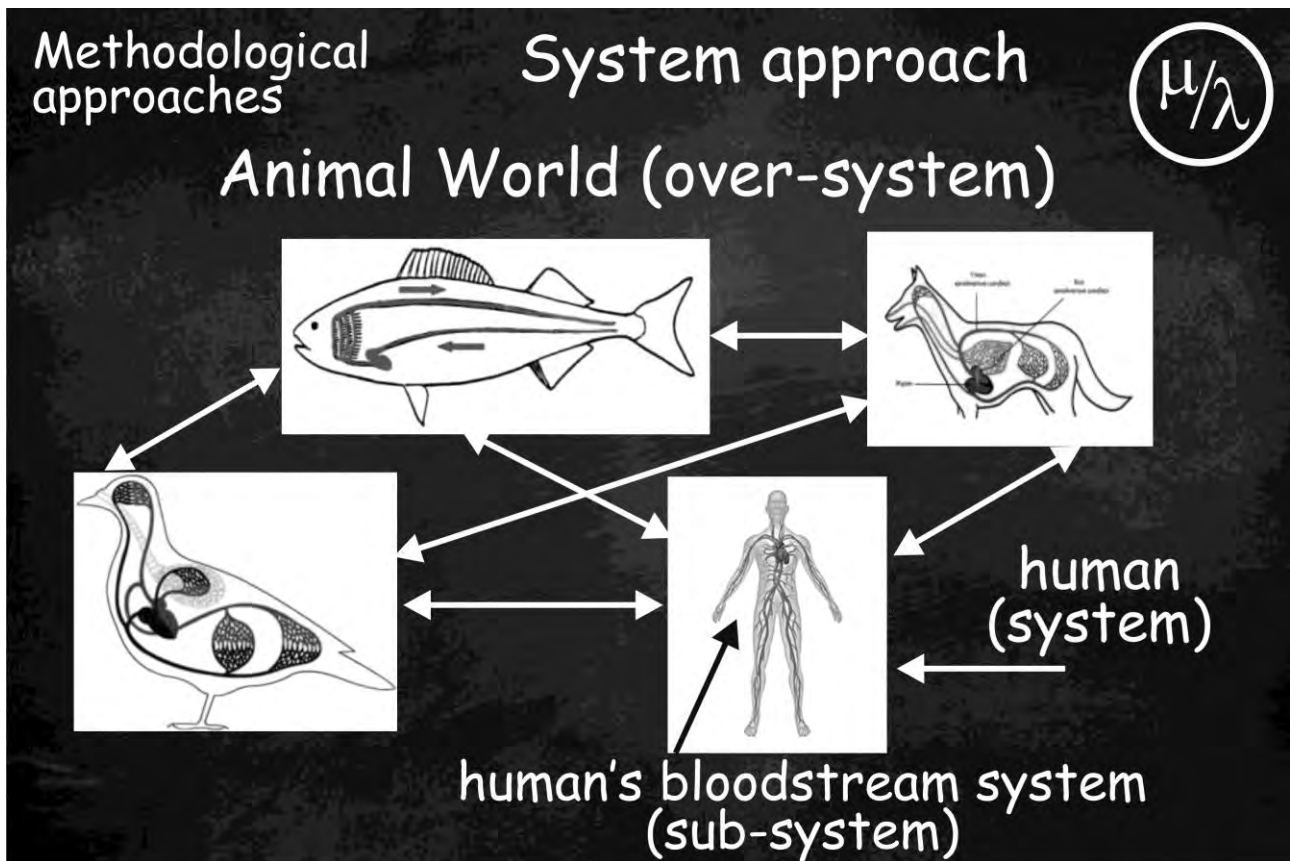 Methodological
approaches
System approach
μ/λ
Animal World (over-system)
human
(system)
human's bloodstream system
(sub-system)